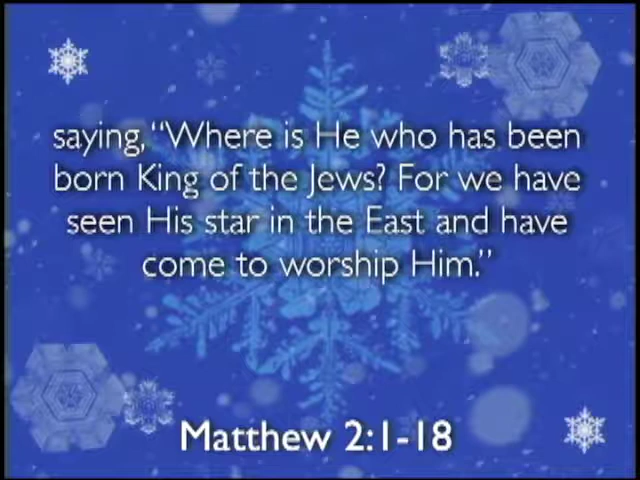 saying, “Where is He who has been
born King of the Jews? For we have
seen His star in the East and have
come to worship Him.”
Matthew 2:1-18